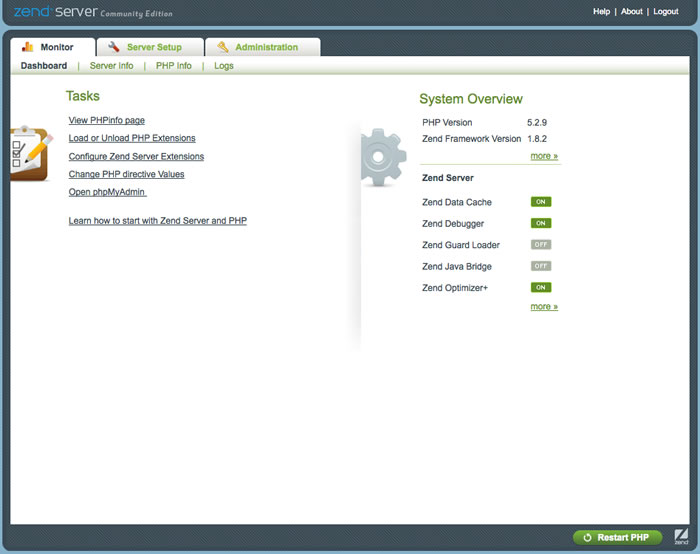 zend Server Community Edition
Help | About | Logout
Monitor
Server Setup
Administration
Dashboard | Server Info | PHP Info | Logs
Tasks
View PHPinfo page
Load or Unload PHP Extensions
Configure Zend Server Extensions
Change PHP directive Values
Open phpMyAdmin
Learn how to start with Zend Server and PHP
System Overview
PHP Version 5.2.9
Zend Framework Version 1.8.2
more »
Zend Server
Zend Data Cache ON
Zend Debugger ON
Zend Guard Loader OFF
Zend Java Bridge OFF
Zend Optimizer+ ON
more »
Restart PHP
zend